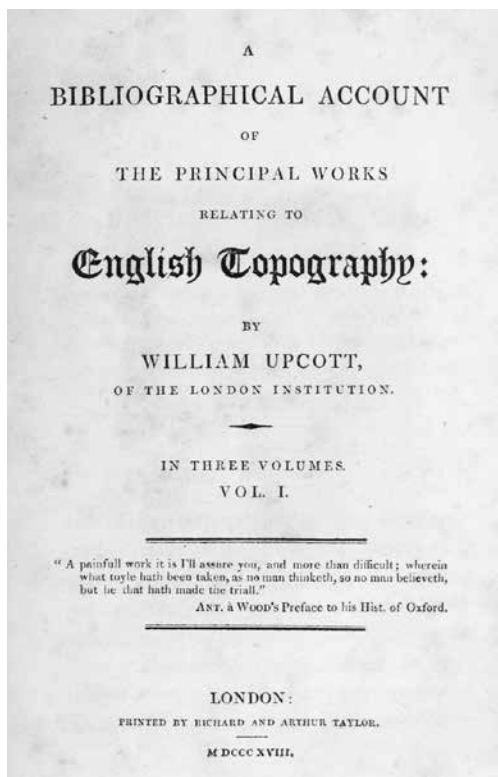 A
BIBLIOGRAPHICAL ACCOUNT
OF
THE PRINCIPAL WORKS
RELATING TO
English Topography:
BY
WILLIAM UPCOTT,
OF THE LONDON INSTITUTION.
IN THREE VOLUMES.
VOL. I.
“ A painfull work it is I'll assure you, and more than difficult; wherein
what toyle hath been taken, as no man thinketh, so no man believeth,
but he that hath made the triall.”
ANT. à WOOD's Preface to his Hist. of Oxford.
LONDON:
PRINTED BY RICHARD AND ARTHUR TAYLOR.
M DCCC XVIII.